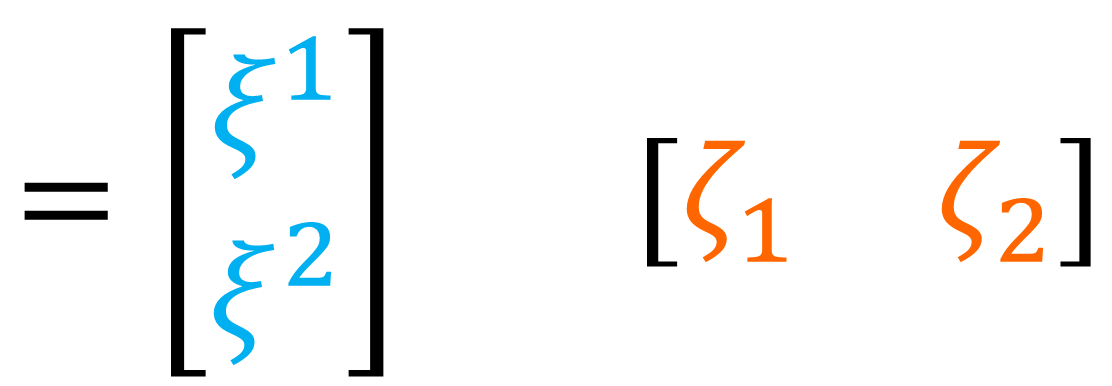 = [ξ¹ ξ²] [ζ₁ ζ₂]